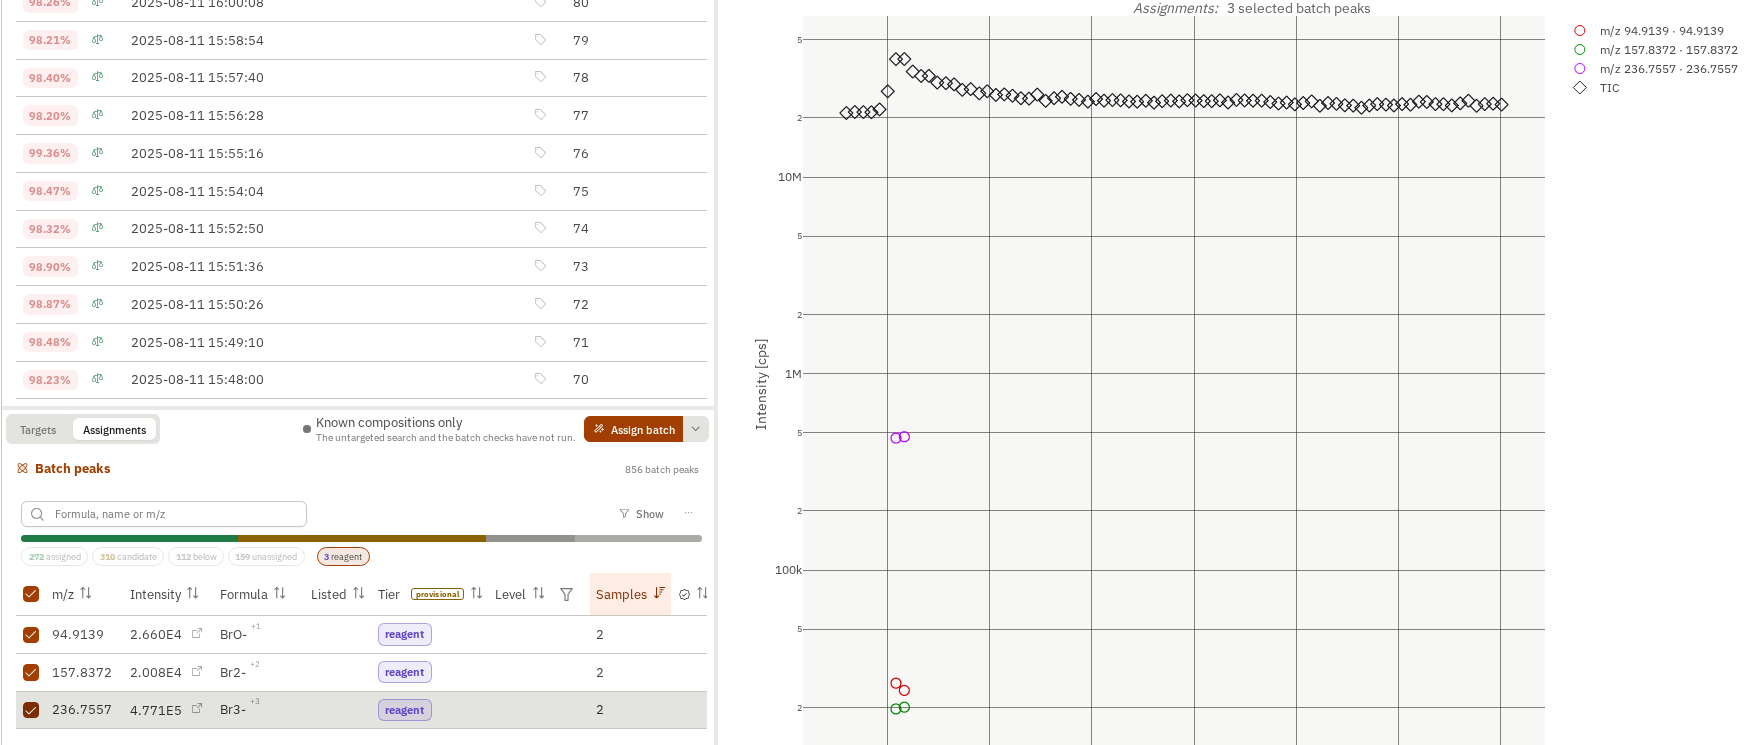 98.26% 2025-08-11 16:00:08 80
98.21% 2025-08-11 15:58:54 79
98.40% 2025-08-11 15:57:40 78
98.20% 2025-08-11 15:56:28 77
99.36% 2025-08-11 15:55:16 76
98.47% 2025-08-11 15:54:04 75
98.32% 2025-08-11 15:52:50 74
98.90% 2025-08-11 15:51:36 73
98.87% 2025-08-11 15:50:26 72
98.48% 2025-08-11 15:49:10 71
98.23% 2025-08-11 15:48:00 70
Targets Assignments
Known compositions only
The untargeted search and the batch checks have not run.
Assign batch
Batch peaks
856 batch peaks
Formula, name or m/z
Show ...
272 assigned 310 candidate 112 below 159 unassigned 3 reagent
m/z Intensity Formula Listed Tier provisional Level Samples
94.9139 2.660E4 BrO- +1 reagent 2
157.8372 2.008E4 Br2- +2 reagent 2
236.7557 4.771E5 Br3- +3 reagent 2
Assignments: 3 selected batch peaks
5
2
10M
5
2
1M
5
2
100k
5
2
Intensity [cps]
m/z 94.9139 · 94.9139
m/z 157.8372 · 157.8372
m/z 236.7557 · 236.7557
TIC